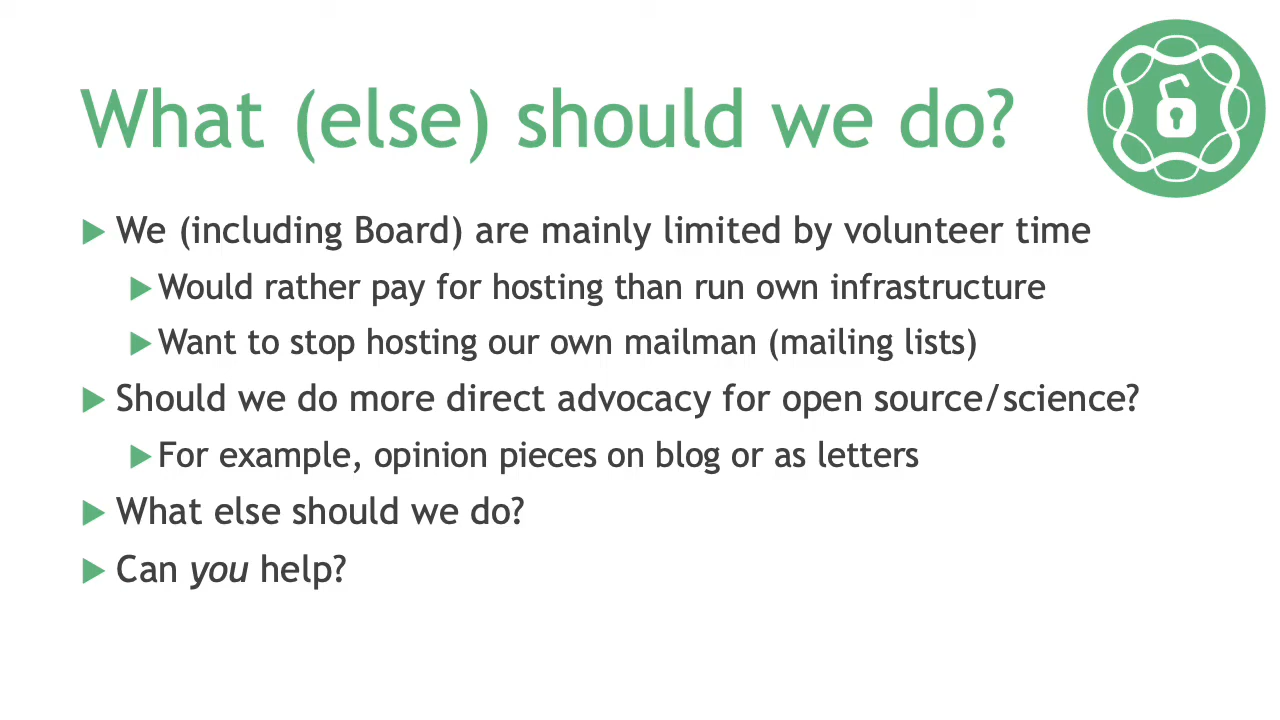 What (else) should we do?
We (including Board) are mainly limited by volunteer time
Would rather pay for hosting than run own infrastructure
Want to stop hosting our own mailman (mailing lists)
Should we do more direct advocacy for open source/science?
For example, opinion pieces on blog or as letters
What else should we do?
Can you help?